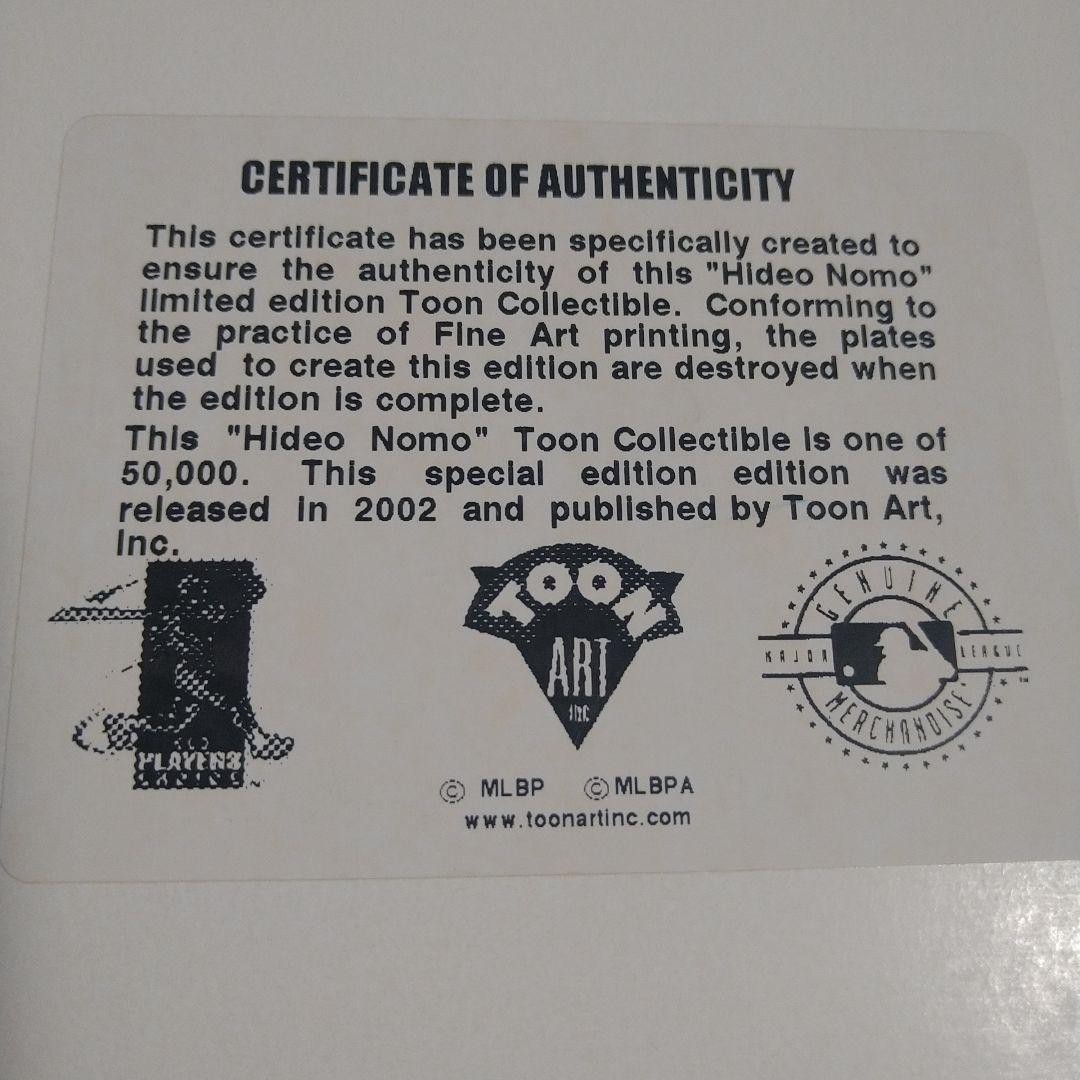 CERTIFICATE OF AUTHENTICITY
This certificate has been specifically created to
ensure the authenticity of this "Hideo Nomo"
limited edition Toon Collectible. Conforming to
the practice of Fine Art printing, the plates
used to create this edition are destroyed when
the edition is complete.
This "Hideo Nomo" Toon Collectible is one of
50,000. This special edition edition was
released in 2002 and published by Toon Art,
Inc.
PLAYERS
TOON
ART
INC
GENUINE
MAJOR LEAGUE
MERCHANDISE
© MLBP © MLBPA
www.toonartinc.com